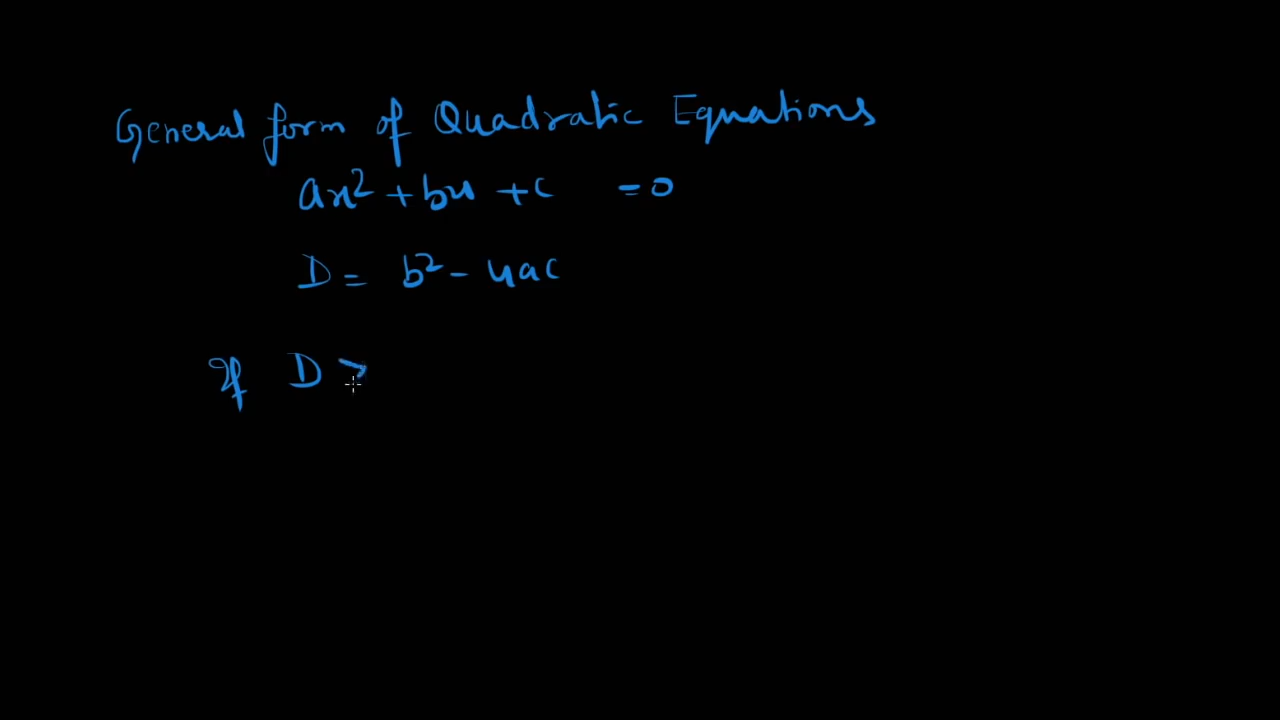 General form of Quadratic Equations
ax² + bx + c = 0
D = b² - 4ac
If D >